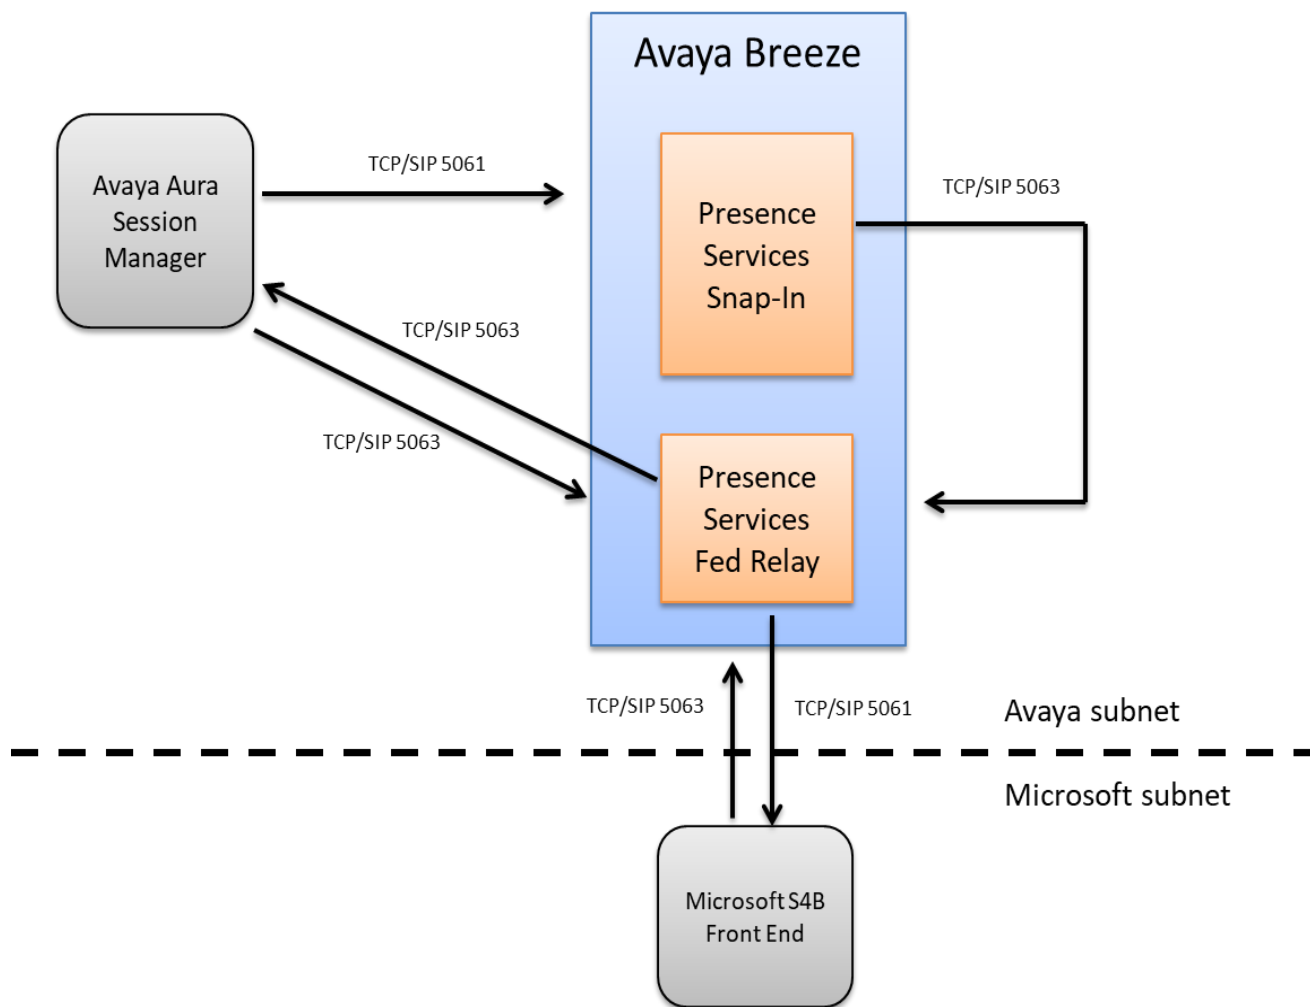 Avaya Breeze
Avaya Aura
Session
Manager
TCP/SIP 5061
Presence
Services
Snap-In
TCP/SIP 5063
TCP/SIP 5063
TCP/SIP 5063
Presence
Services
Fed Relay
TCP/SIP 5063
TCP/SIP 5061
Avaya subnet
Microsoft subnet
Microsoft S4B
Front End